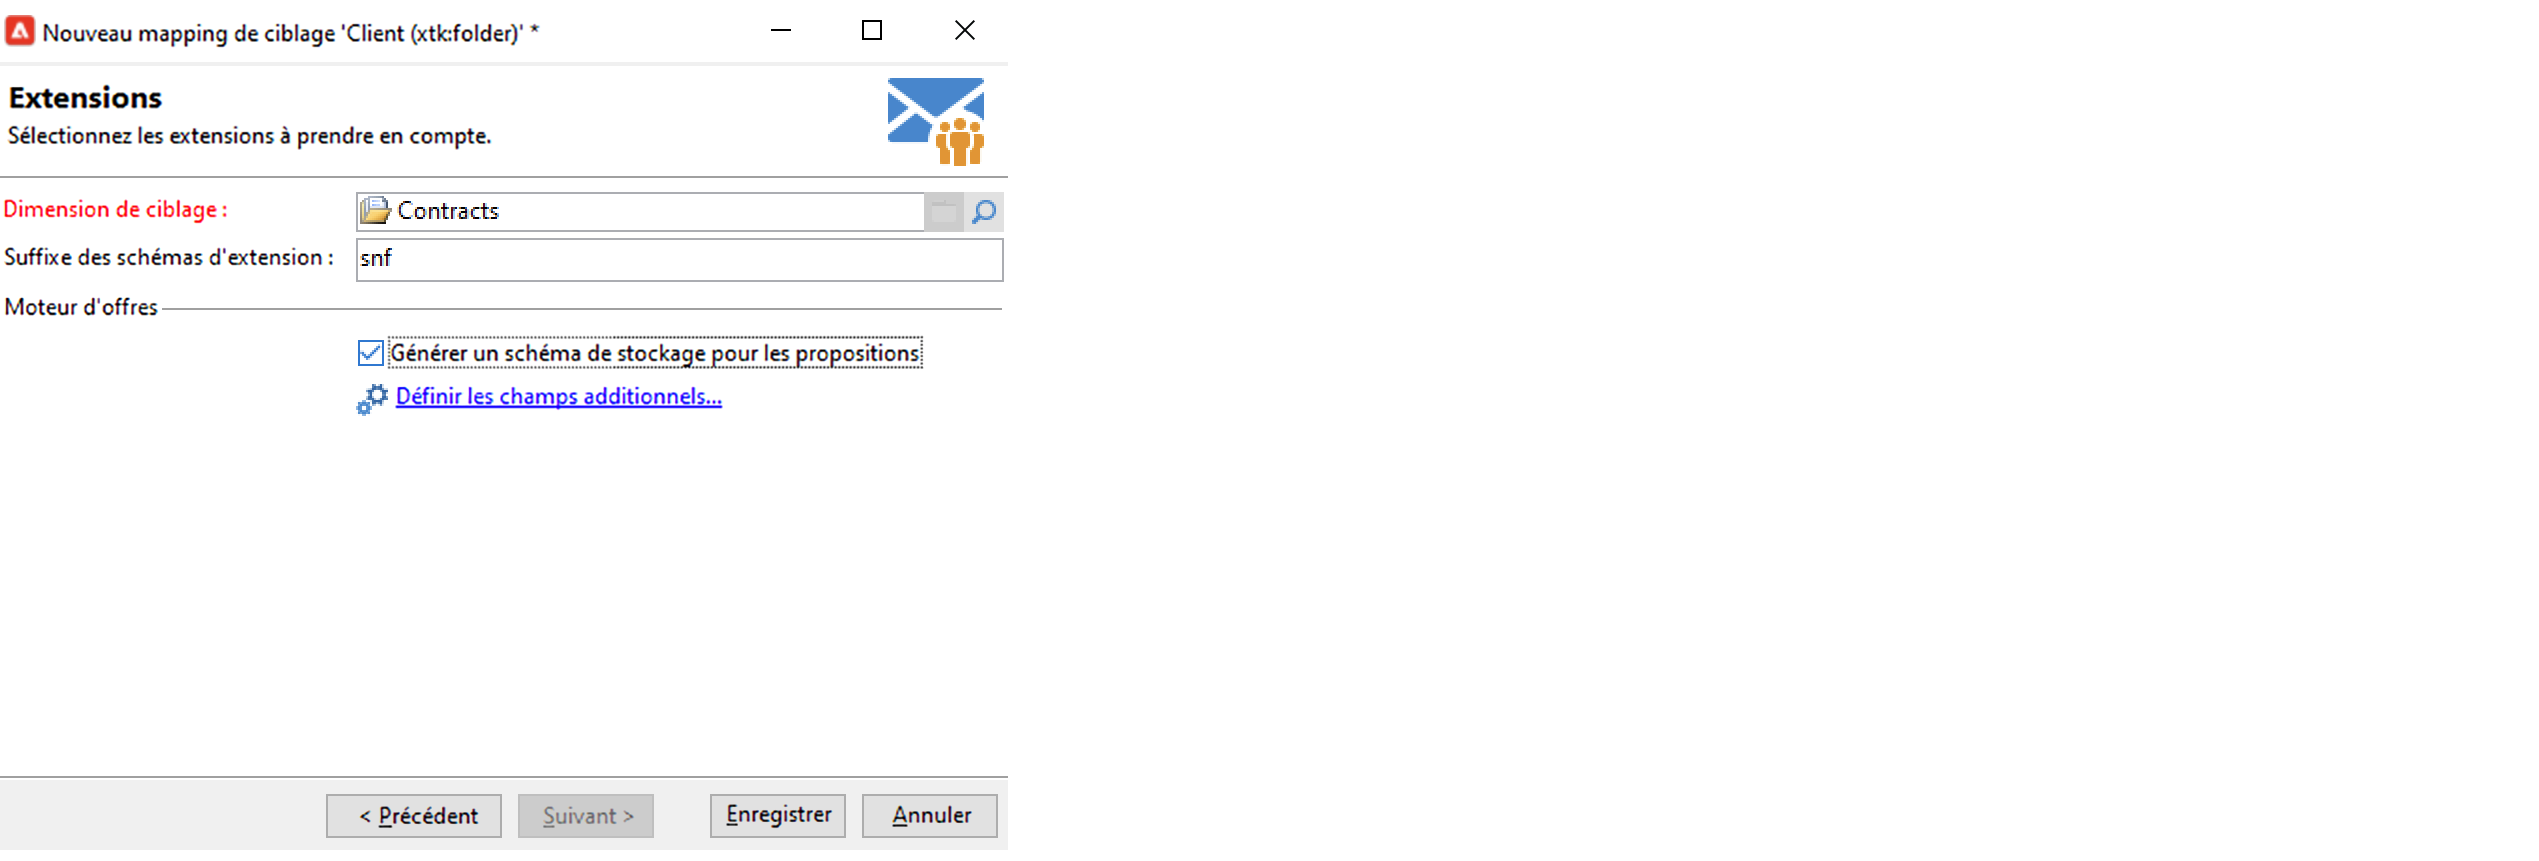 Nouveau mapping de ciblage 'Client (xtk:folder)' *
Extensions
Sélectionnez les extensions à prendre en compte.
Dimension de ciblage : Contracts
Suffixe des schémas d'extension : snf
Moteur d'offres
Générer un schéma de stockage pour les propositions
Définir les champs additionnels...
< Précédent Suivant > Enregistrer Annuler